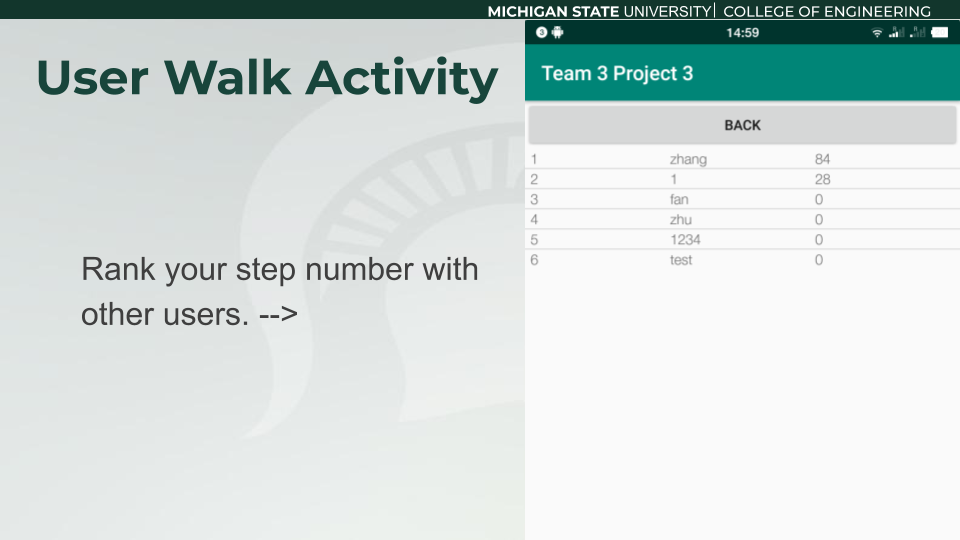 MICHIGAN STATE UNIVERSITY | COLLEGE OF ENGINEERING
User Walk Activity
Rank your step number with
other users. -->
3 14:59
Team 3 Project 3
BACK
1 zhang 84
2 1 28
3 fan 0
4 zhu 0
5 1234 0
6 test 0